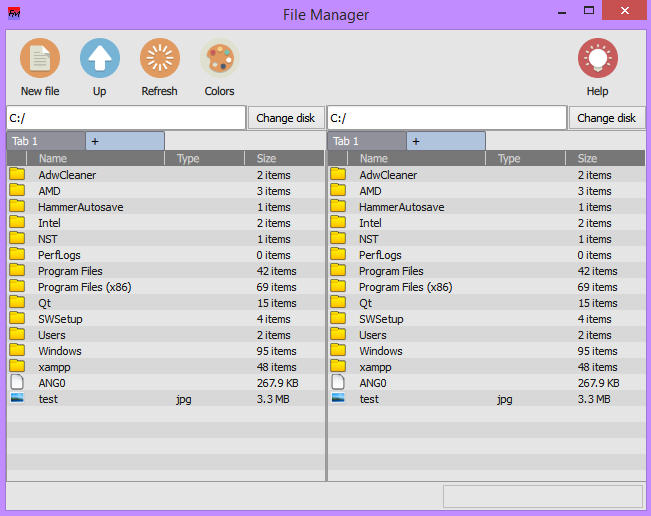 FM File Manager
New file Up Refresh Colors Help
C:/ Change disk C:/ Change disk
Tab 1 + Tab 1 +
Name Type Size Name Type Size
AdwCleaner 2 items AdwCleaner 2 items
AMD 3 items AMD 3 items
HammerAutosave 1 items HammerAutosave 1 items
Intel 2 items Intel 2 items
NST 1 items NST 1 items
PerfLogs 0 items PerfLogs 0 items
Program Files 42 items Program Files 42 items
Program Files (x86) 69 items Program Files (x86) 69 items
Qt 15 items Qt 15 items
SWSetup 4 items SWSetup 4 items
Users 2 items Users 2 items
Windows 95 items Windows 95 items
xampp 48 items xampp 48 items
ANG0 267.9 KB ANG0 267.9 KB
test jpg 3.3 MB test jpg 3.3 MB